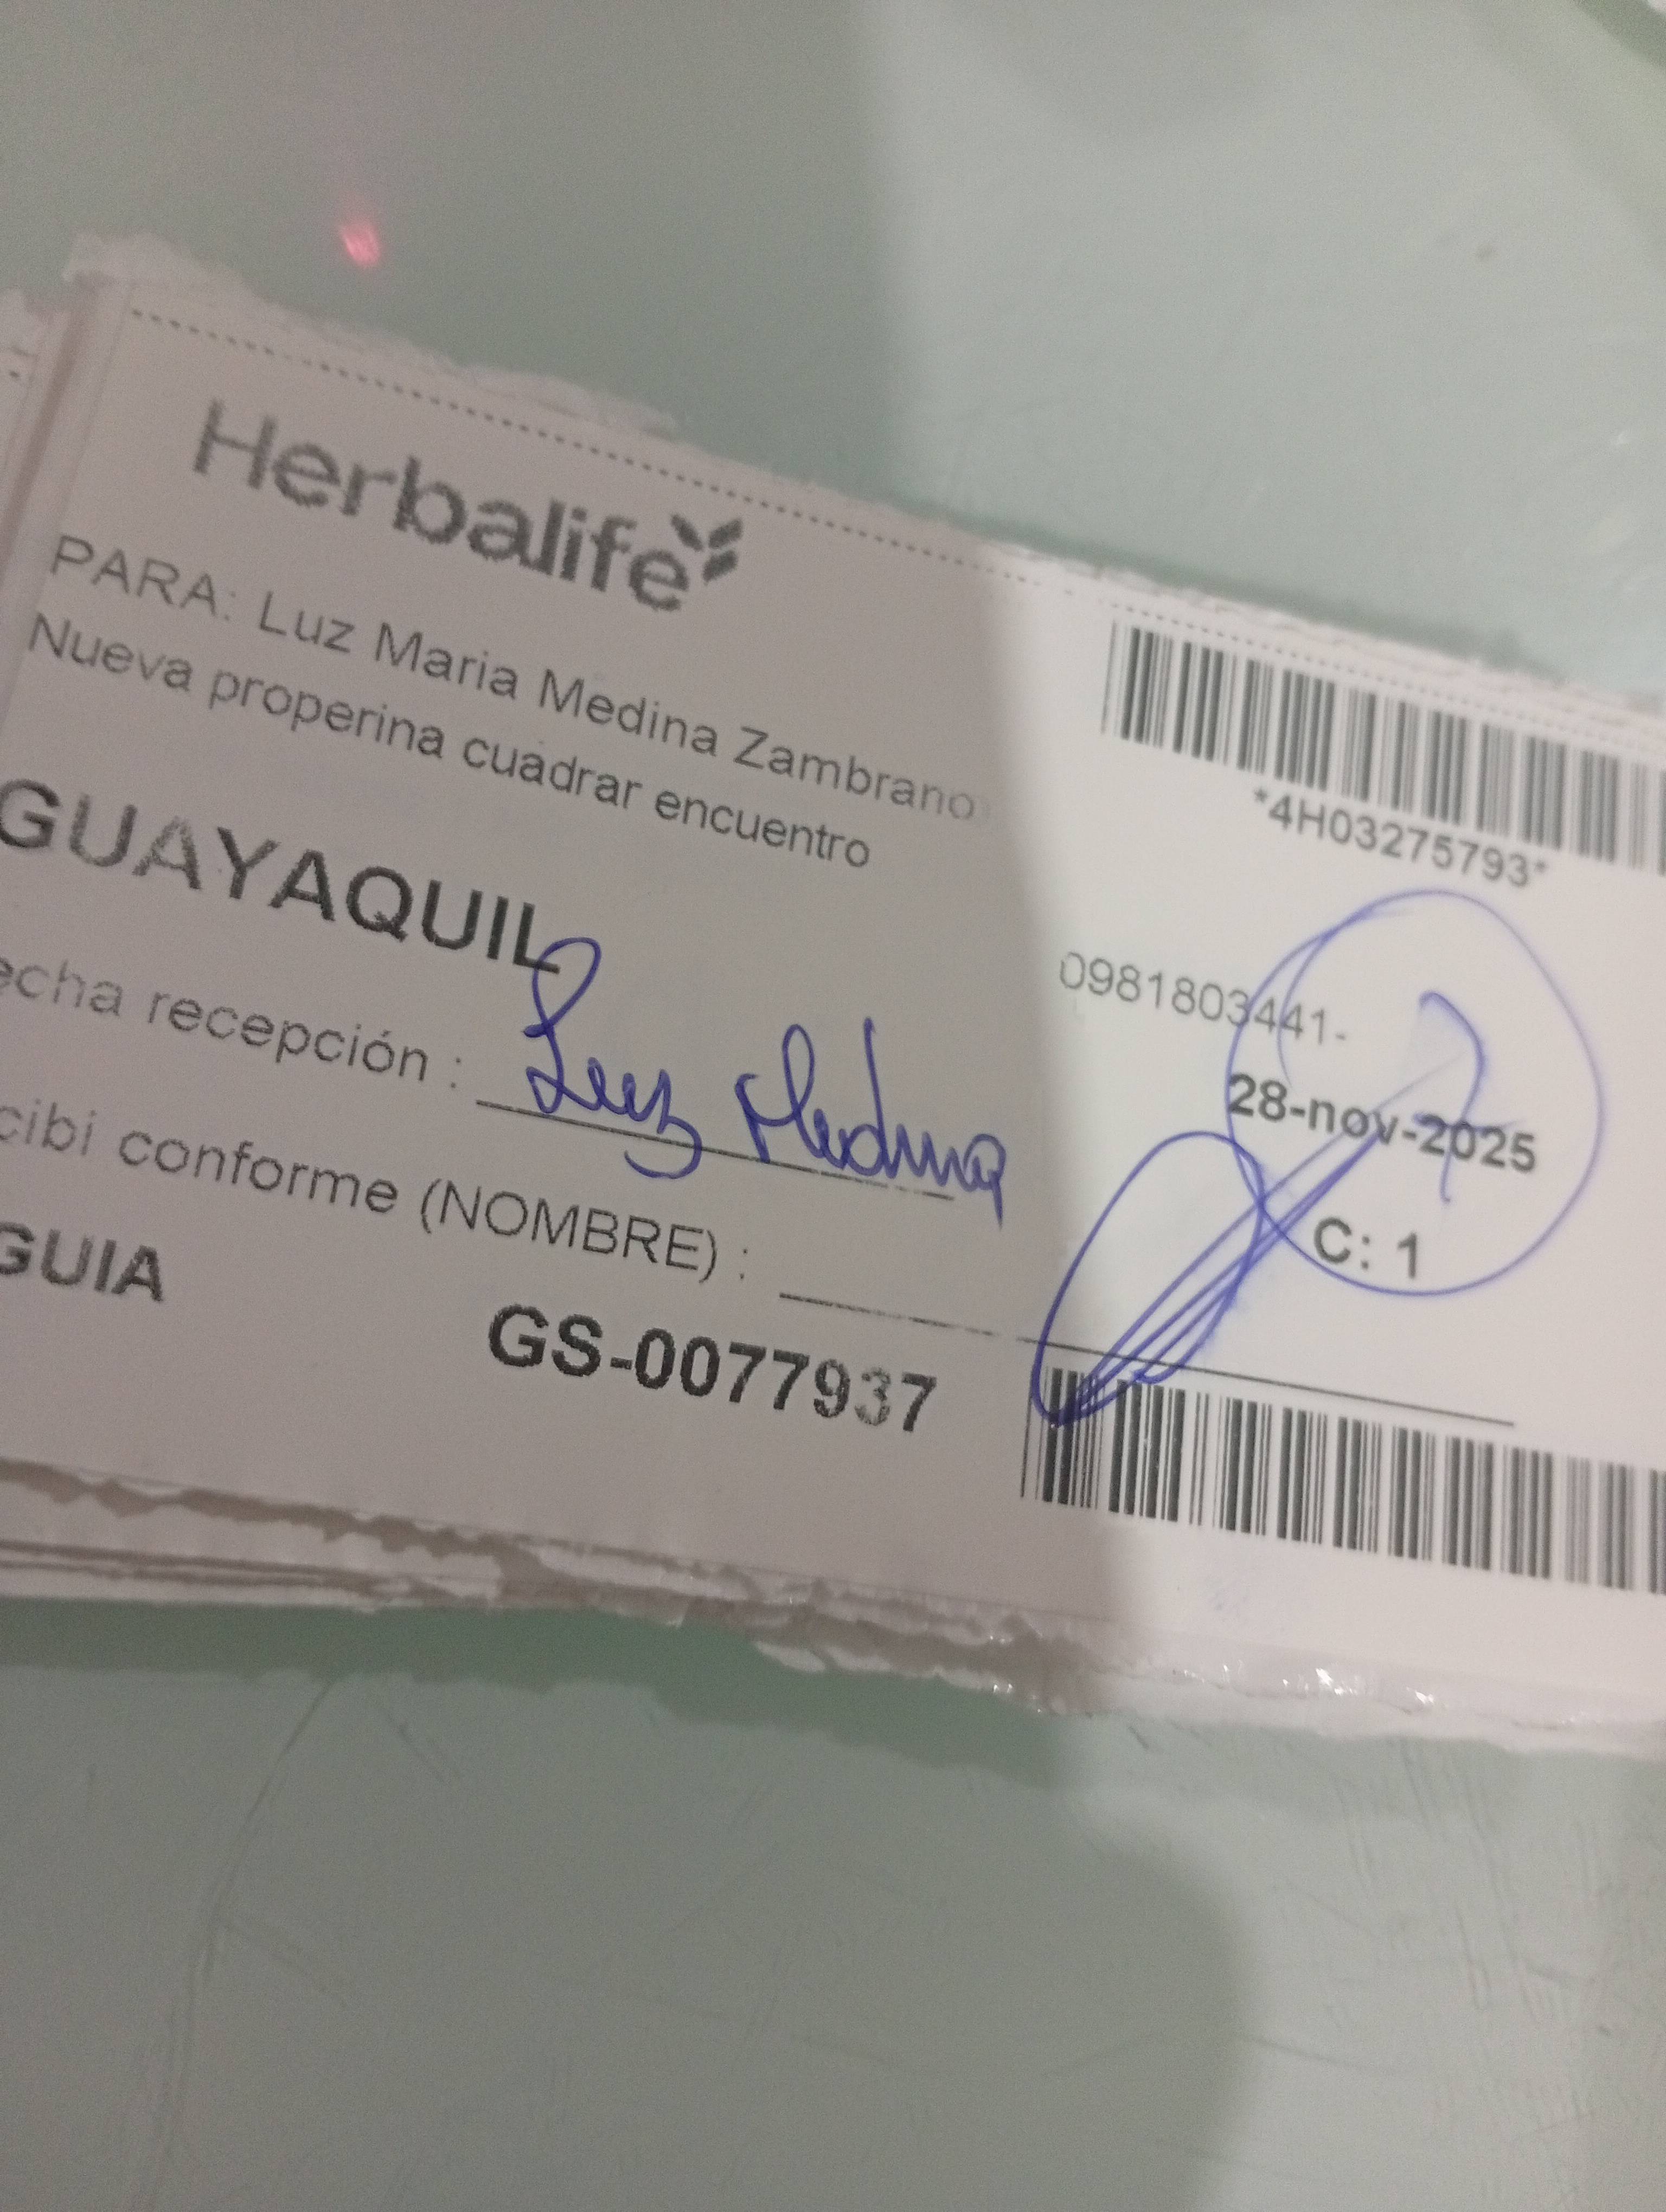 Herbalife
PARA: Luz Maria Medina Zambrano
Nueva properina cuadrar encuentro
*4H03275793*
GUAYAQUIL
0981803441-
echa recepción : Luz Medina
28-nov-2025
cibi conforme (NOMBRE) :
C: 1
GUIA
GS-0077937